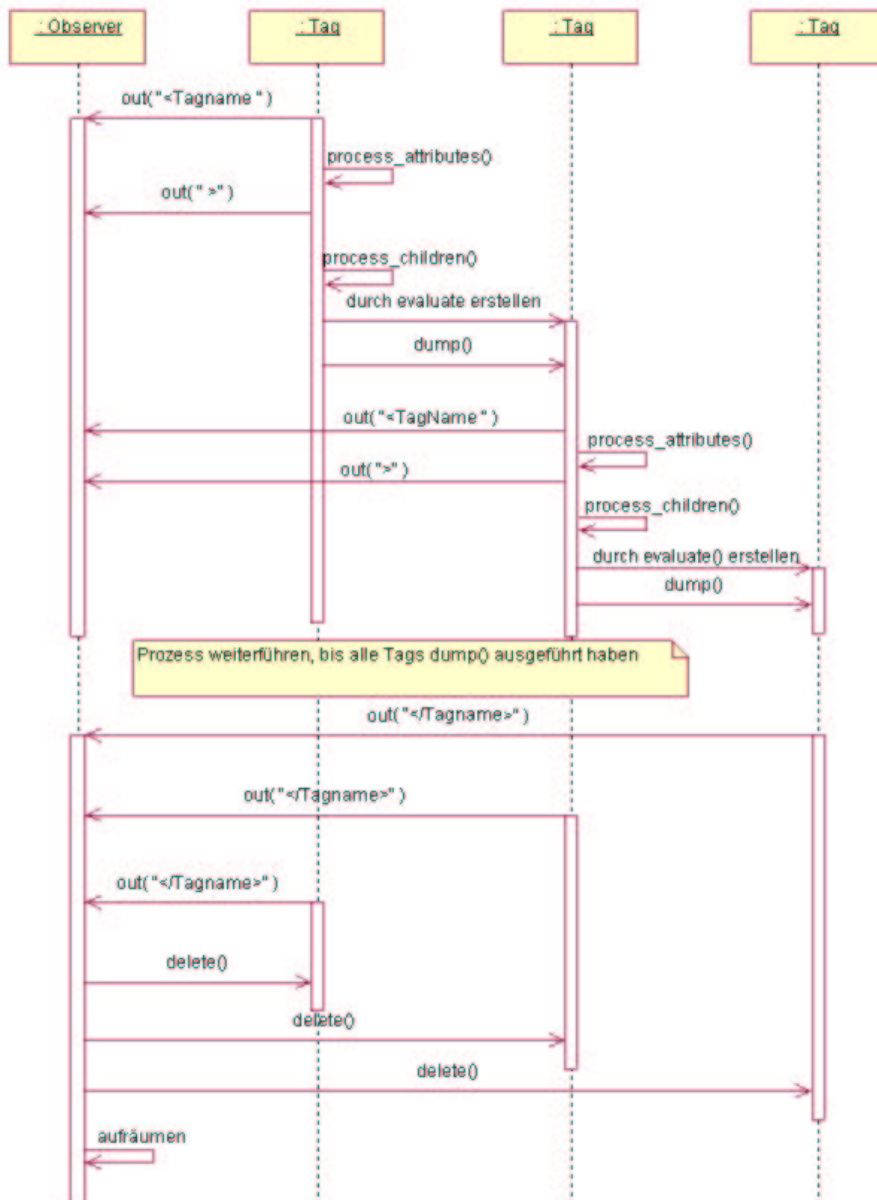 : Observer
: Tag
: Tag
: Tag
out("<Tagname ")
process_attributes()
out(" >")
process_children()
durch evaluate erstellen
dump()
out("<TagName ")
process_attributes()
out(">")
process_children()
durch evaluate() erstellen
dump()
Prozess weiterführen, bis alle Tags dump() ausgeführt haben
out("</Tagname>")
out("</Tagname>")
out("</Tagname>")
delete()
delete()
delete()
aufräumen